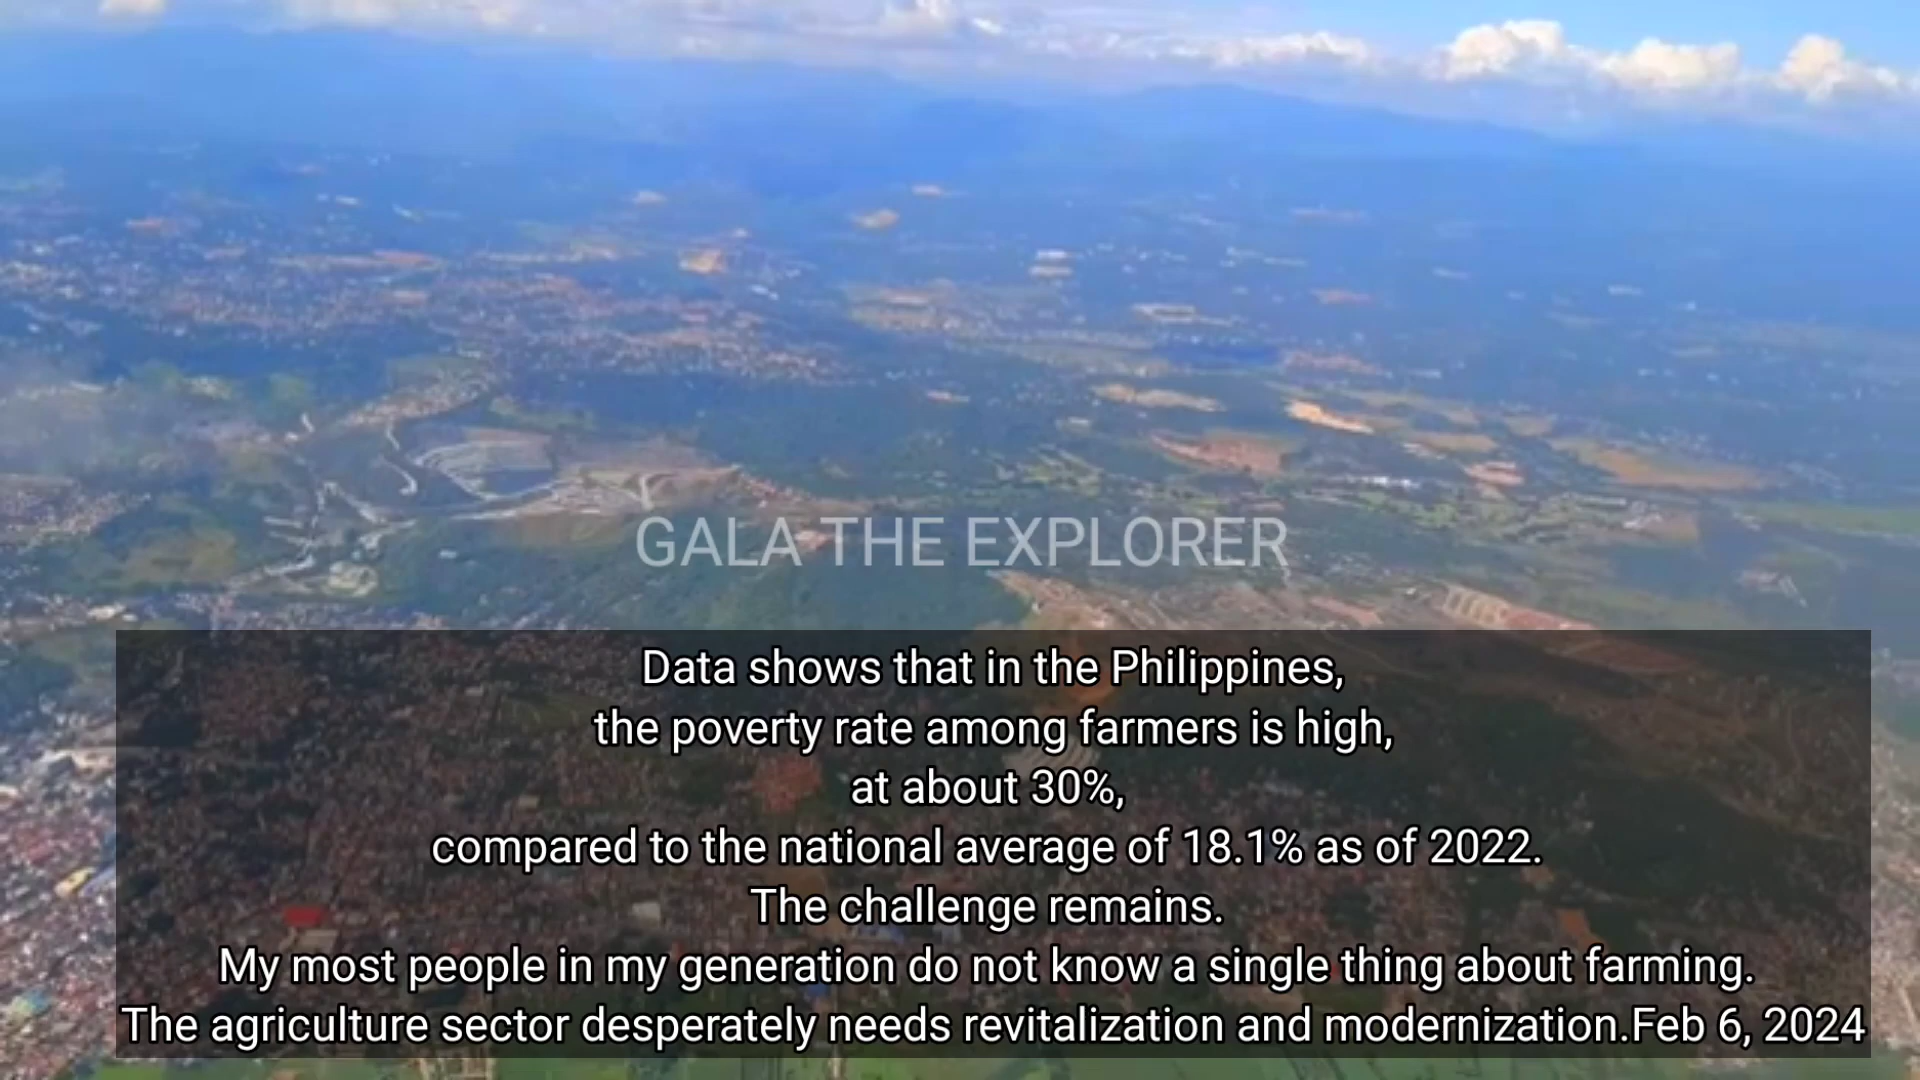 GALA THE EXPLORER
Data shows that in the Philippines,
the poverty rate among farmers is high,
at about 30%,
compared to the national average of 18.1% as of 2022.
The challenge remains.
My most people in my generation do not know a single thing about farming.
The agriculture sector desperately needs revitalization and modernization.Feb 6, 2024